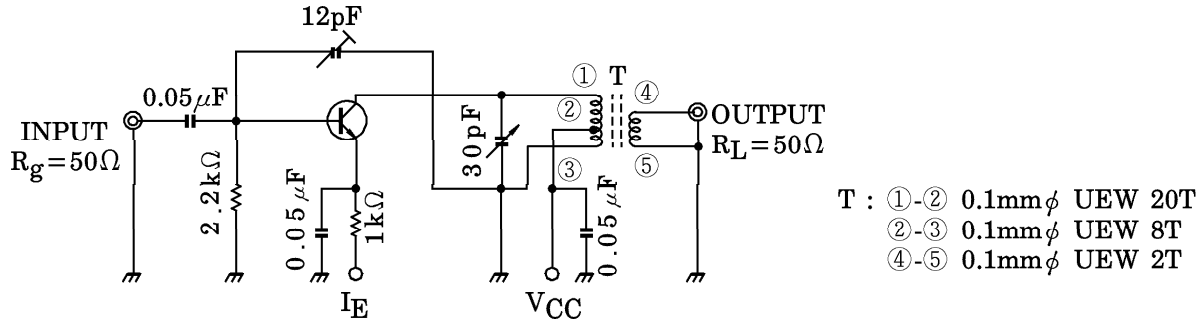 12pF
① T
④
0.05μF
②
INPUT
OUTPUT
Rg=50Ω
RL=50Ω
30pF
③
⑤
2.2kΩ
0.05μF
1kΩ
0.05μF
IE
VCC
T : ①-② 0.1mmφ UEW 20T
②-③ 0.1mmφ UEW 8T
④-⑤ 0.1mmφ UEW 2T